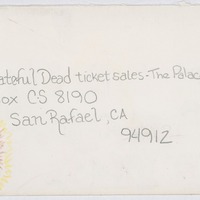 ateful Dead ticket sales-The Palac
ox CS 8190
San Rafael, CA
94912